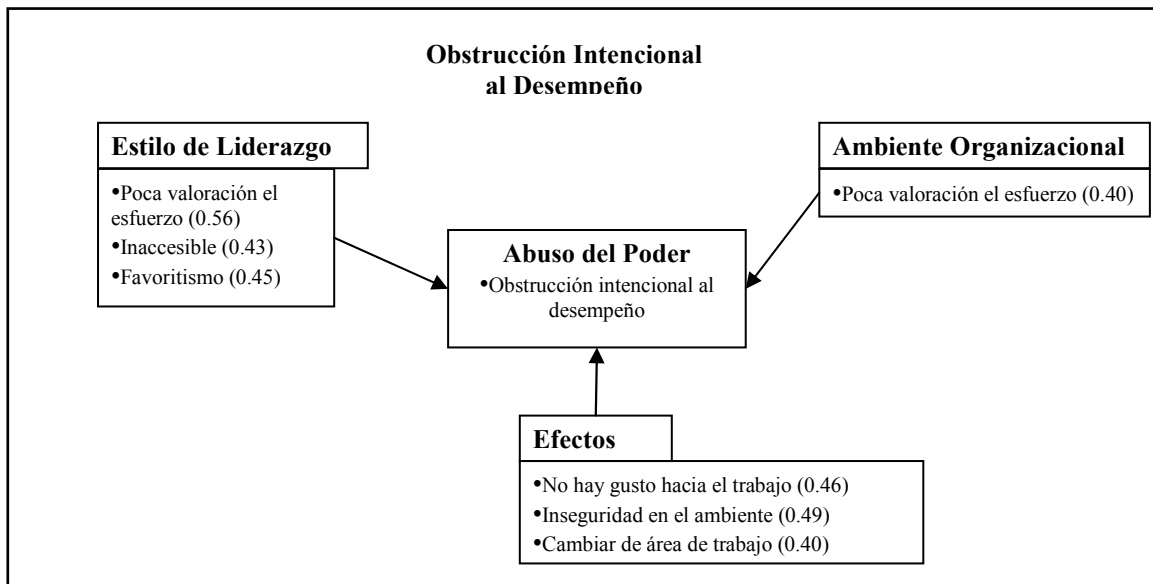 Obstrucción Intencional
al Desempeño
Estilo de Liderazgo
•Poca valoración el
esfuerzo (0.56)
•Inaccesible (0.43)
•Favoritismo (0.45)
Ambiente Organizacional
•Poca valoración el esfuerzo (0.40)
Abuso del Poder
•Obstrucción intencional al
desempeño
Efectos
•No hay gusto hacia el trabajo (0.46)
•Inseguridad en el ambiente (0.49)
•Cambiar de área de trabajo (0.40)